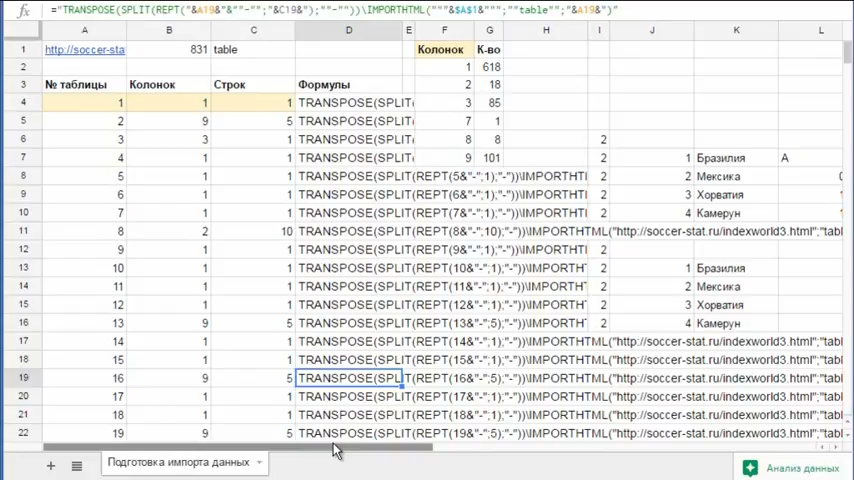 ="TRANSPOSE(SPLIT(REPT("&A19&"&""-"";"&C19&");""-""))\IMPORTHTML("""&$A$1&""";""table"";"&A19&")"
A B C D E F G H I J K L
1 http://soccer-stat 831 table Колонок К-во
2 1 618
3 № таблицы Колонок Строк Формулы 2 18
4 1 1 1 TRANSPOSE(SPLIT( 3 85
5 2 9 5 TRANSPOSE(SPLIT( 7 1
6 3 3 1 TRANSPOSE(SPLIT( 8 8 2
7 4 1 1 TRANSPOSE(SPLIT( 9 101 2 1 Бразилия A
8 5 1 1 TRANSPOSE(SPLIT(REPT(5&"-";1);"-"))\IMPORTHTI 2 2 Мексика
9 6 1 1 TRANSPOSE(SPLIT(REPT(6&"-";1);"-"))\IMPORTHT 2 3 Хорватия
10 7 1 1 TRANSPOSE(SPLIT(REPT(7&"-";1);"-"))\IMPORTHT 2 4 Камерун
11 8 2 10 TRANSPOSE(SPLIT(REPT(8&"-";10);"-"))\IMPORTHTML("http://soccer-stat.ru/indexworld3.html";"tab
12 9 1 1 TRANSPOSE(SPLIT(REPT(9&"-";1);"-"))\IMPORTHT 2
13 10 1 1 TRANSPOSE(SPLIT(REPT(10&"-";1);"-"))\IMPORTH 2 1 Бразилия
14 11 1 1 TRANSPOSE(SPLIT(REPT(11&"-";1);"-"))\IMPORTH 2 2 Мексика
15 12 1 1 TRANSPOSE(SPLIT(REPT(12&"-";1);"-"))\IMPORTH 2 3 Хорватия
16 13 9 5 TRANSPOSE(SPLIT(REPT(13&"-";5);"-"))\IMPORTH 2 4 Камерун
17 14 1 1 TRANSPOSE(SPLIT(REPT(14&"-";1);"-"))\IMPORTHTML("http://soccer-stat.ru/indexworld3.html";"tab
18 15 1 1 TRANSPOSE(SPLIT(REPT(15&"-";1);"-"))\IMPORTHTML("http://soccer-stat.ru/indexworld3.html";"tab
19 16 9 5 TRANSPOSE(SPLIT(REPT(16&"-";5);"-"))\IMPORTHTML("http://soccer-stat.ru/indexworld3.html";"tab
20 17 1 1 TRANSPOSE(SPLIT(REPT(17&"-";1);"-"))\IMPORTHTML("http://soccer-stat.ru/indexworld3.html";"tab
21 18 1 1 TRANSPOSE(SPLIT(REPT(18&"-";1);"-"))\IMPORTHTML("http://soccer-stat.ru/indexworld3.html";"tab
22 19 9 5 TRANSPOSE(SPLIT(REPT(19&"-";5);"-"))\IMPORTHTML("http://soccer-stat.ru/indexworld3.html";"tab
Подготовка импорта данных
Анализ данных